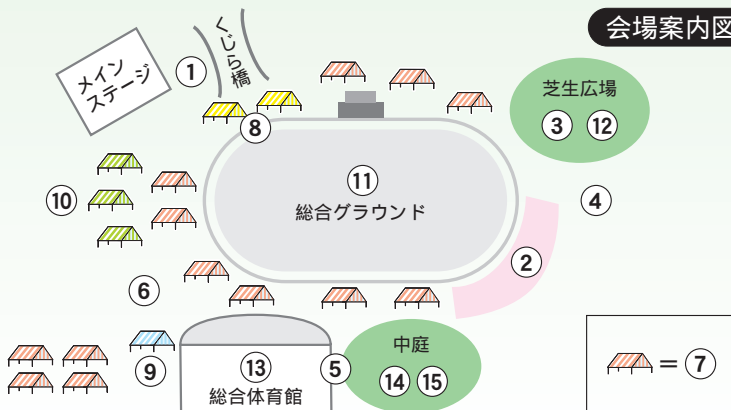 会場案内図
くじら橋
メイン
ステージ
①
芝生広場
③ ⑫
⑧
⑪
総合グラウンド
⑩
④
②
⑥
中庭
⑨
⑬
⑤
総合体育館
⑭ ⑮
= ⑦